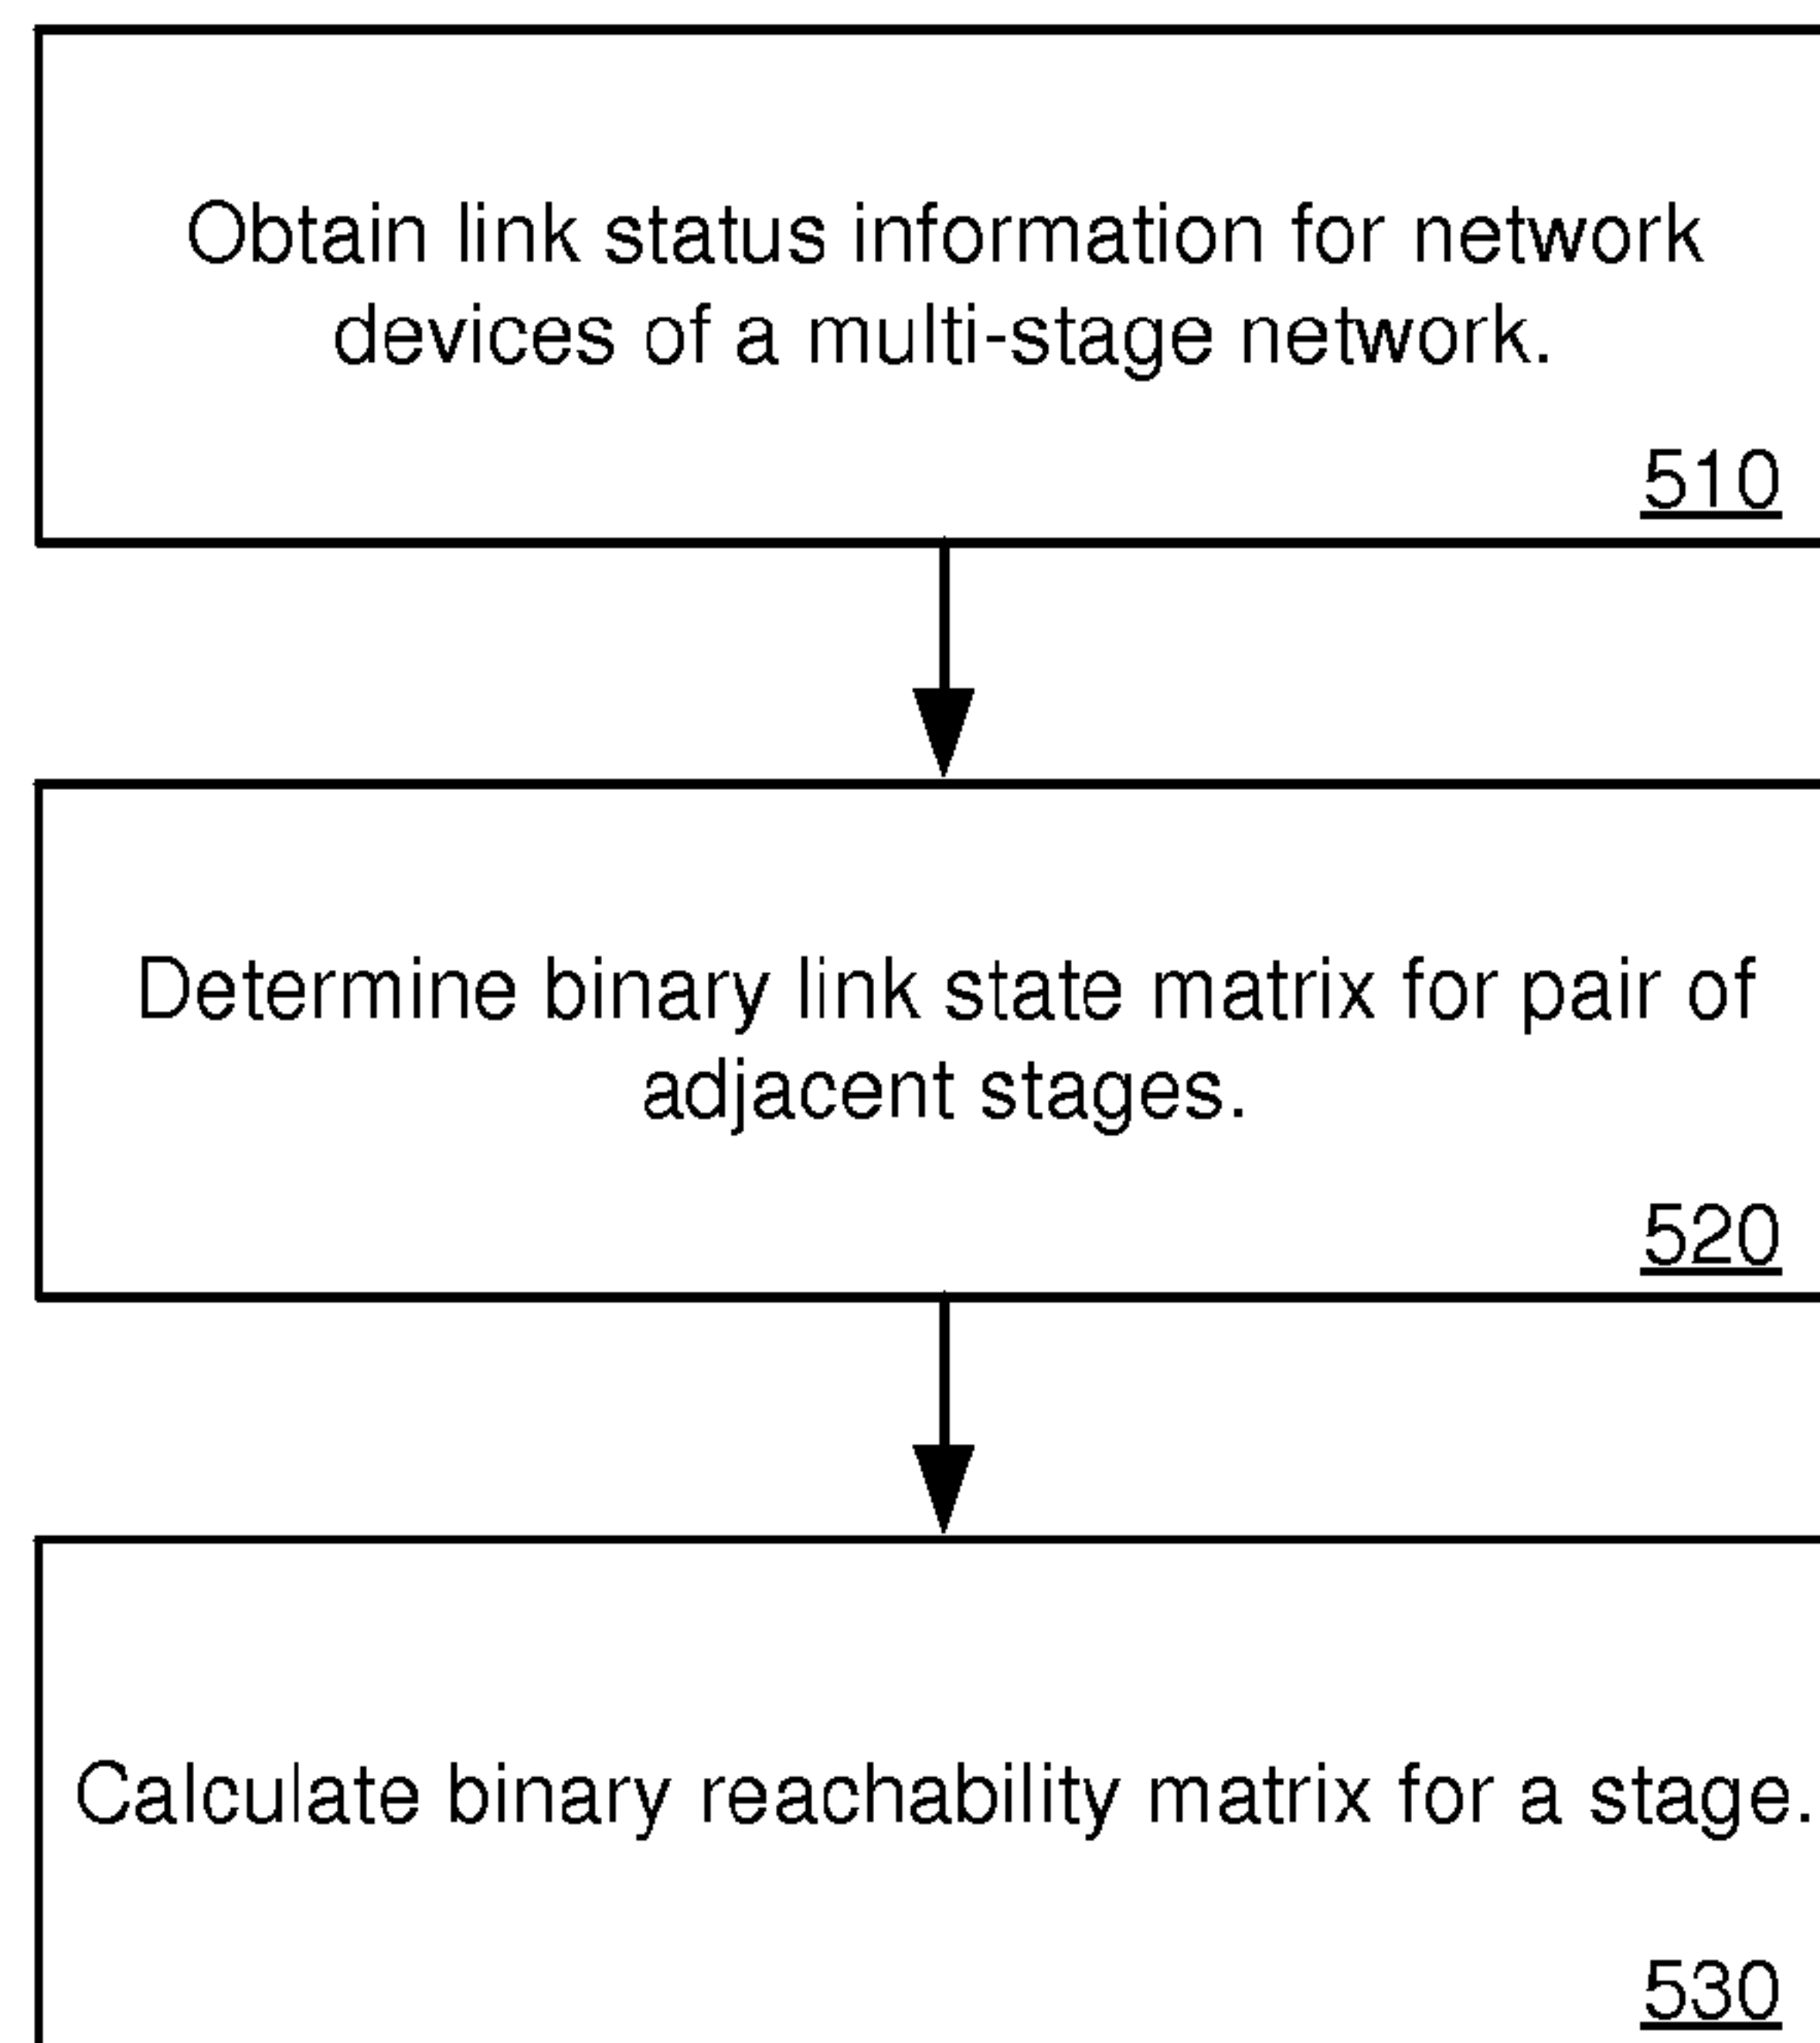 Obtain link status information for network
devices of a multi-stage network.
510
Determine binary link state matrix for pair of
adjacent stages.
520
Calculate binary reachability matrix for a stage.
530